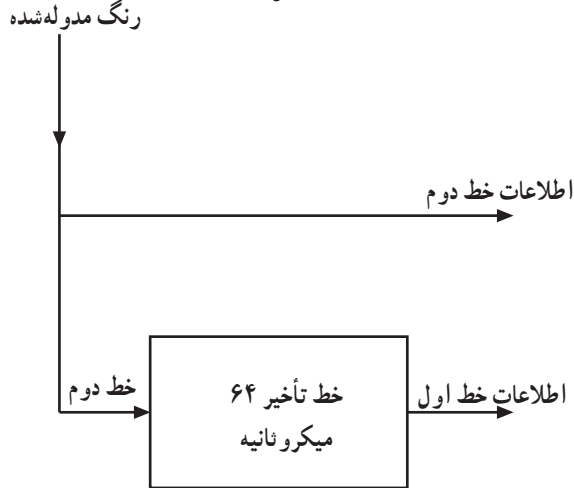 رنگ مدوله‌شده
اطلاعات خط دوم
خط دوم
خط تأخیر ۶۴
میکروثانیه
اطلاعات خط اول